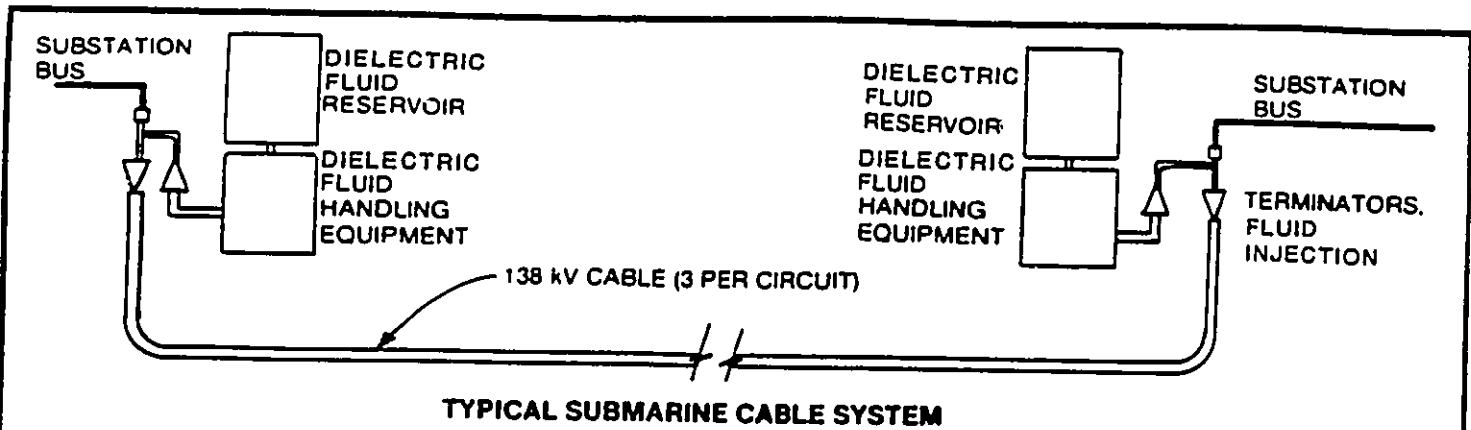 SUBSTATION
BUS
DIELECTRIC
FLUID
RESERVOIR
DIELECTRIC
FLUID
HANDLING
EQUIPMENT
DIELECTRIC
FLUID
RESERVOIR
DIELECTRIC
FLUID
HANDLING
EQUIPMENT
SUBSTATION
BUS
TERMINATORS,
FLUID
INJECTION
138 kV CABLE (3 PER CIRCUIT)
TYPICAL SUBMARINE CABLE SYSTEM